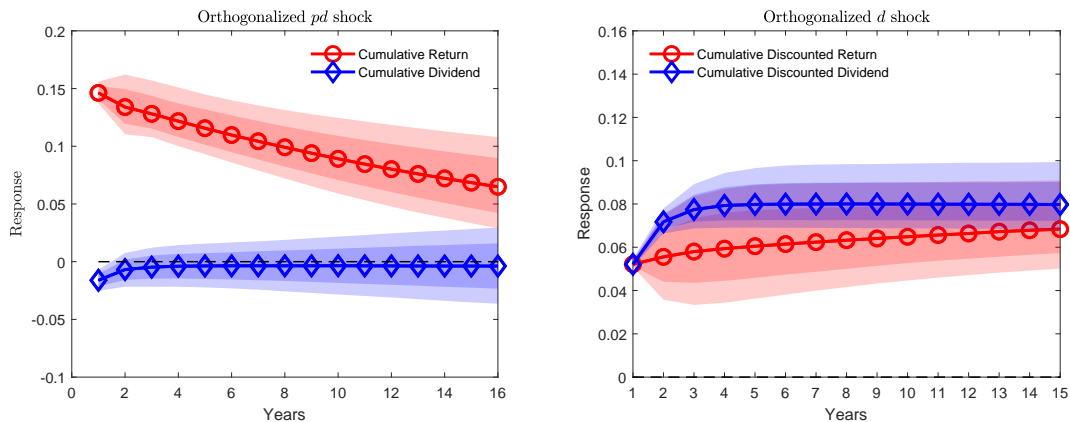 Orthogonalized pd shock
0.2
0.15
0.1
0.05
0
-0.05
-0.1
Response
Cumulative Return
Cumulative Dividend
0 2 4 6 8 10 12 14 16
Years
Orthogonalized d shock
0.16
0.14
0.12
0.1
0.08
0.06
0.04
0.02
0
Response
Cumulative Discounted Return
Cumulative Discounted Dividend
1 2 3 4 5 6 7 8 9 10 11 12 13 14 15
Years